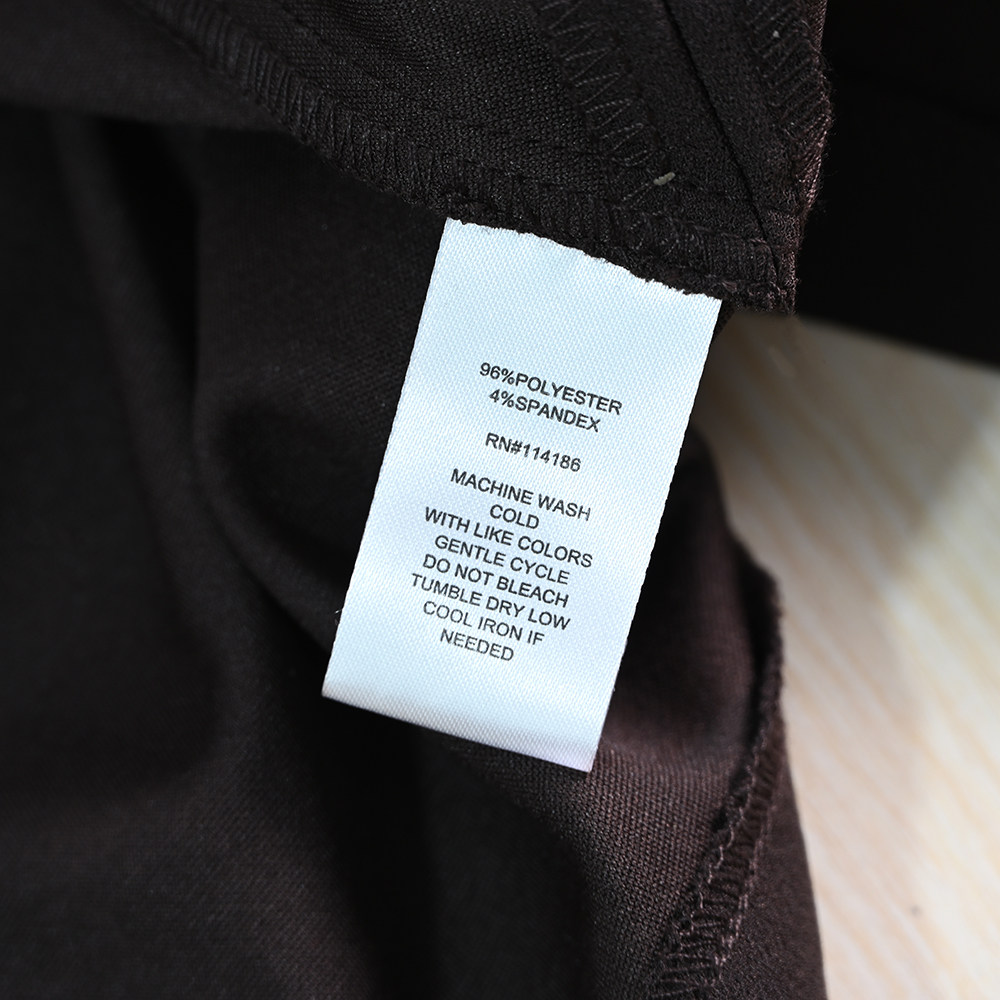 96%POLYESTER
4%SPANDEX
RN#114186
MACHINE WASH
COLD
WITH LIKE COLORS
GENTLE CYCLE
DO NOT BLEACH
TUMBLE DRY LOW
COOL IRON IF
NEEDED